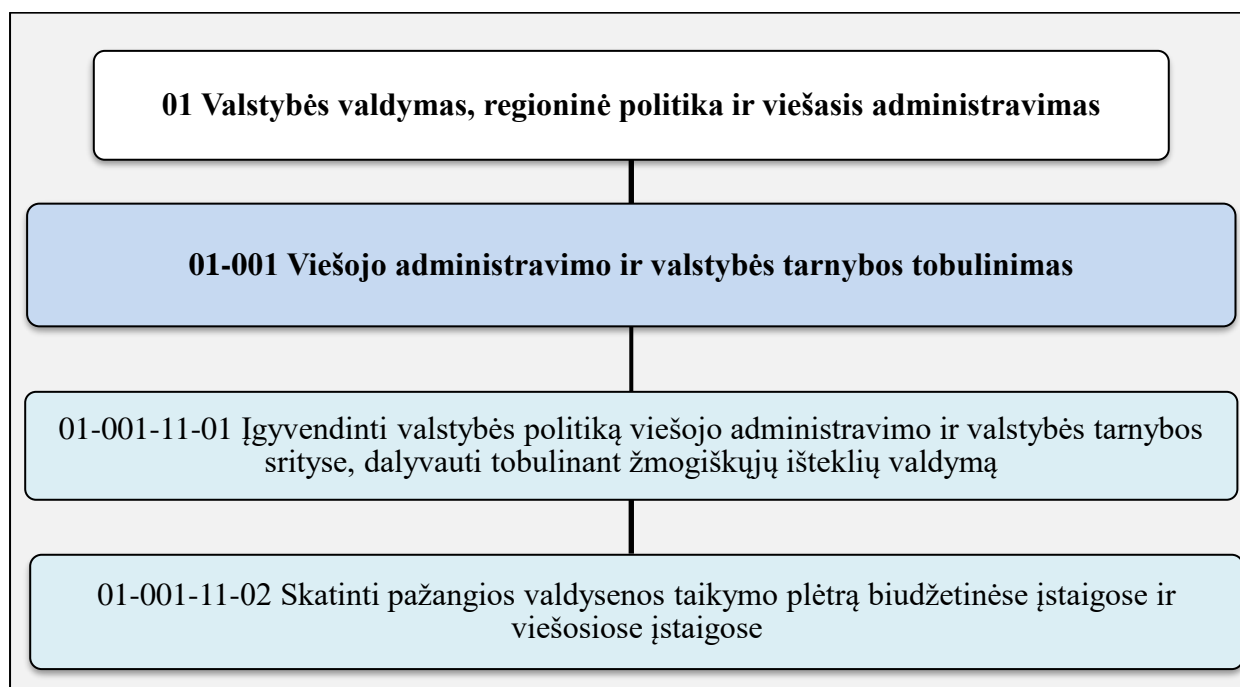 01 Valstybės valdymas, regioninė politika ir viešasis administravimas
01-001 Viešojo administravimo ir valstybės tarnybos tobulinimas
01-001-11-01 Įgyvendinti valstybės politiką viešojo administravimo ir valstybės tarnybos
srityse, dalyvauti tobulinant žmogiškųjų išteklių valdymą
01-001-11-02 Skatinti pažangios valdysenos taikymo plėtrą biudžetinėse įstaigose ir
viešosiose įstaigose